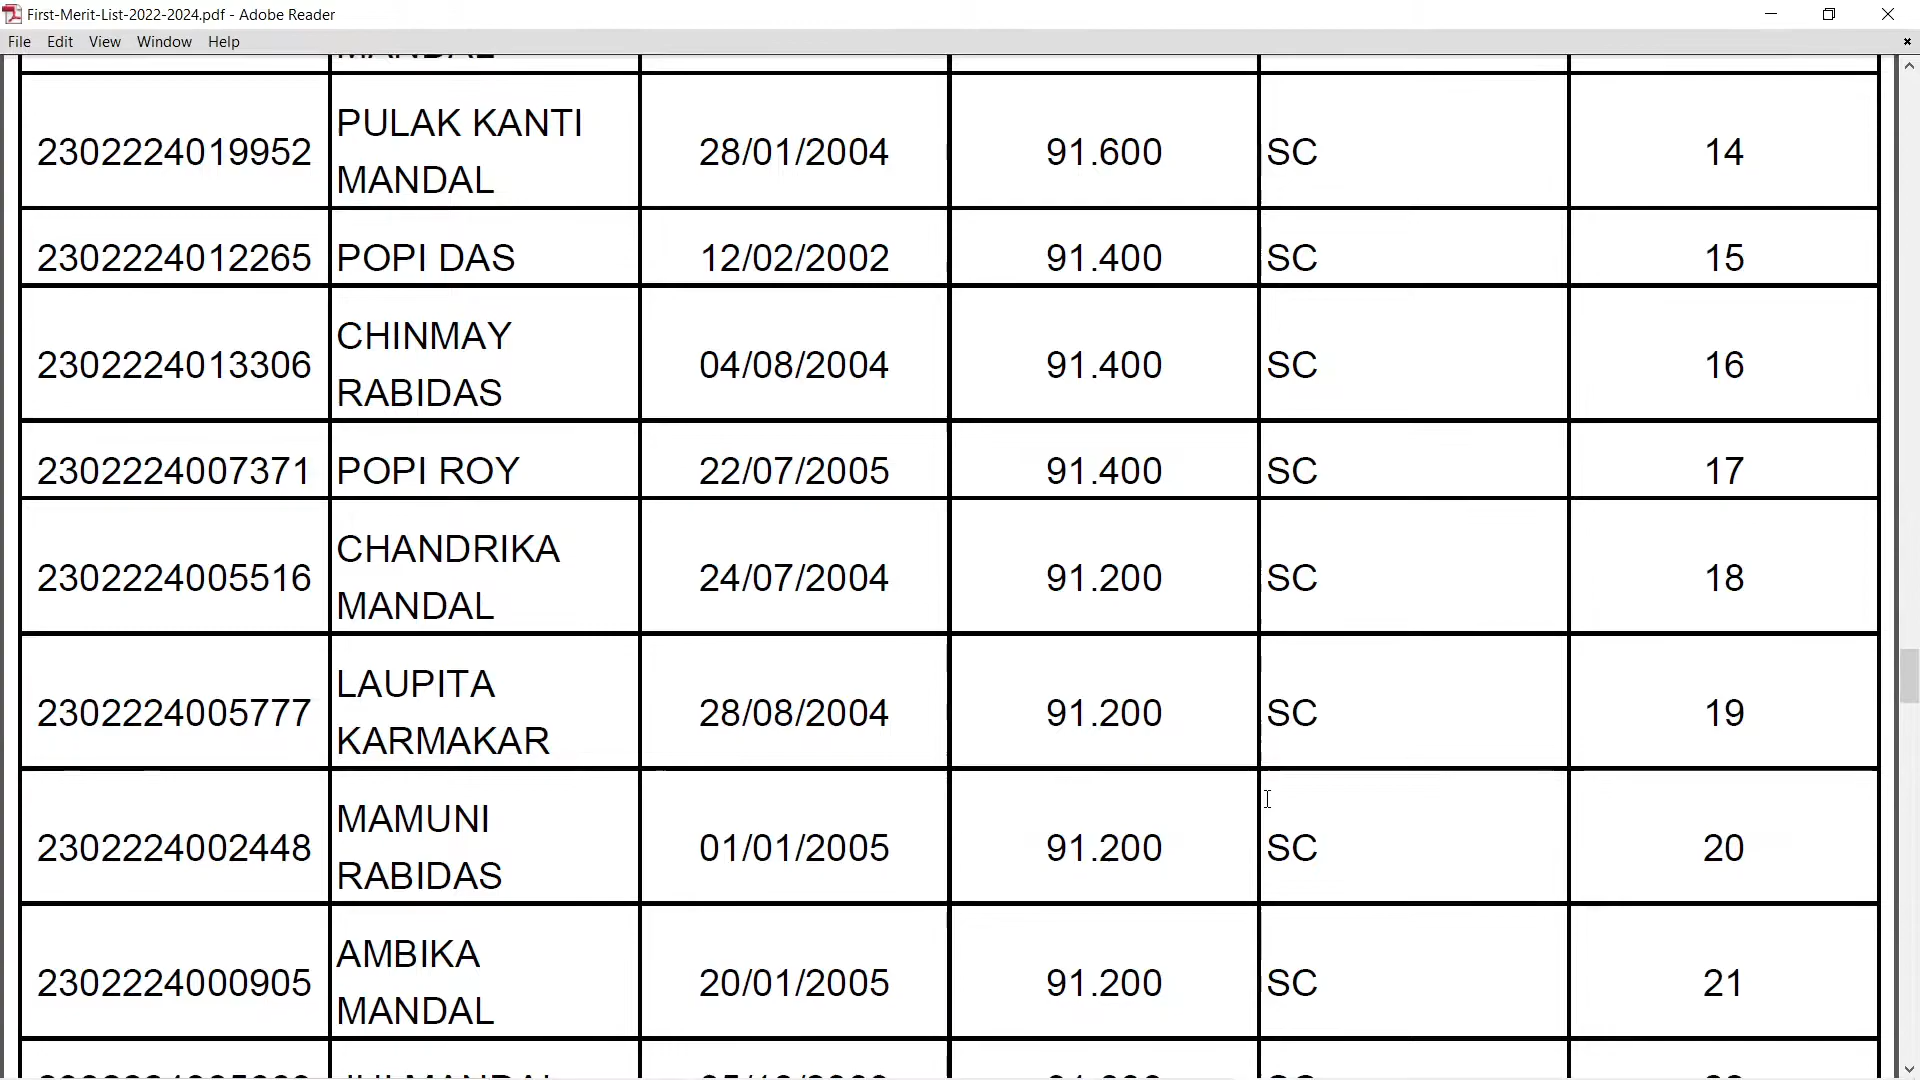 First-Merit-List-2022-2024.pdf - Adobe Reader
File Edit View Window Help
MANDAL
2302224019952 PULAK KANTI MANDAL 28/01/2004 91.600 SC 14
2302224012265 POPI DAS 12/02/2002 91.400 SC 15
2302224013306 CHINMAY RABIDAS 04/08/2004 91.400 SC 16
2302224007371 POPI ROY 22/07/2005 91.400 SC 17
2302224005516 CHANDRIKA MANDAL 24/07/2004 91.200 SC 18
2302224005777 LAUPITA KARMAKAR 28/08/2004 91.200 SC 19
2302224002448 MAMUNI RABIDAS 01/01/2005 91.200 SC 20
2302224000905 AMBIKA MANDAL 20/01/2005 91.200 SC 21